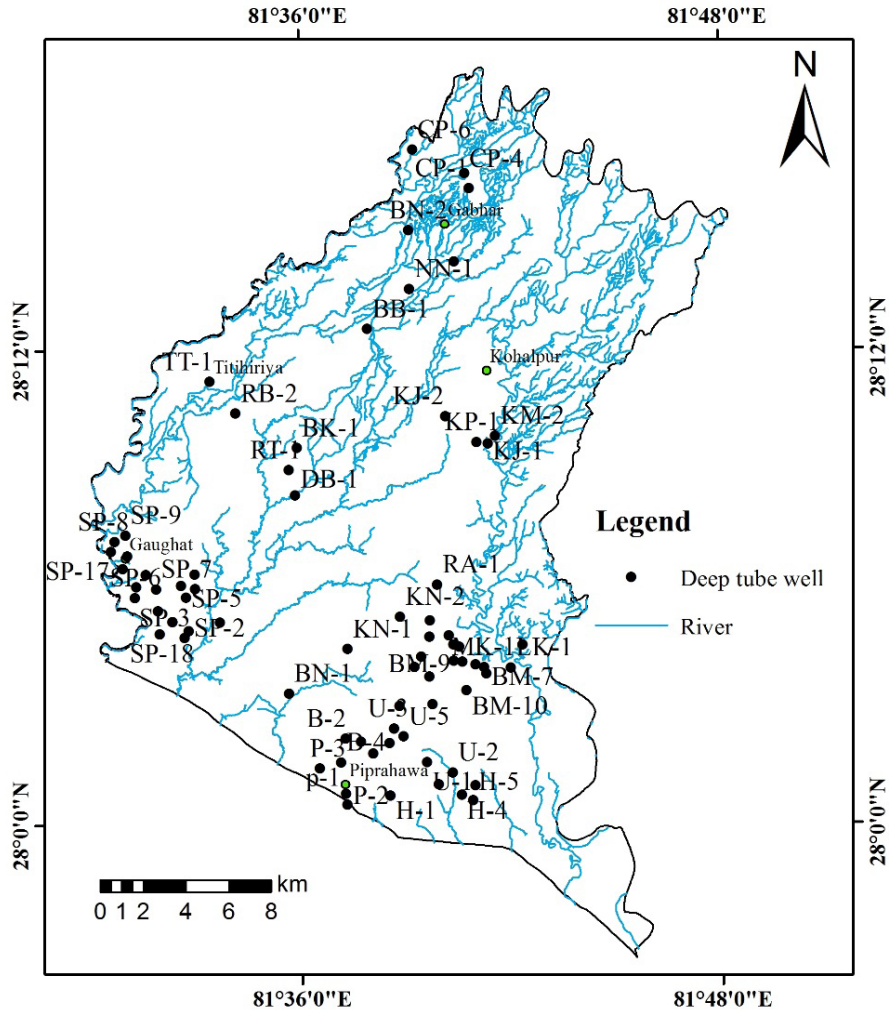 81°36'0"E
81°48'0"E
N
CP-6
CP-4
CP-1
BN-2
Gabhar
NN-1
BB-1
28°12'0"N
28°12'0"N
Kohalpur
TT-1
Titihiriya
RB-2
KJ-2
KP-1
KM-2
KJ-1
BK-1
RT-1
DB-1
Legend
Deep tube well
River
SP-9
SP-8
Gaughat
SP-17
SP-6
SP-7
SP-5
SP-3
SP-2
SP-18
RA-1
KN-2
KN-1
MK-1
LK-1
BM-9
BM-7
BN-1
BM-10
U-3
U-5
B-2
B-4
P-3
Piprahawa
U-2
p-1
P-2
U-1
H-5
H-1
H-4
28°0'0"N
28°0'0"N
km
0 1 2 4 6 8
81°36'0"E
81°48'0"E